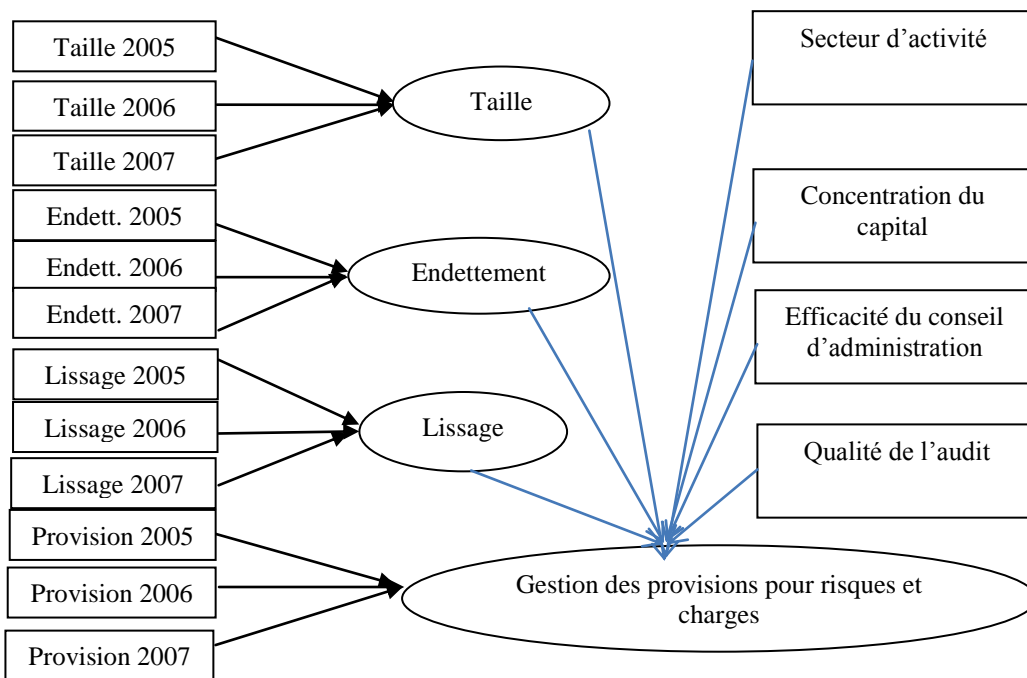 Taille 2005
Taille 2006
Taille 2007
Endett. 2005
Endett. 2006
Endett. 2007
Lissage 2005
Lissage 2006
Lissage 2007
Provision 2005
Provision 2006
Provision 2007
Taille
Endettement
Lissage
Gestion des provisions pour risques et
charges
Secteur d’activité
Concentration du
capital
Efficacité du conseil
d’administration
Qualité de l’audit